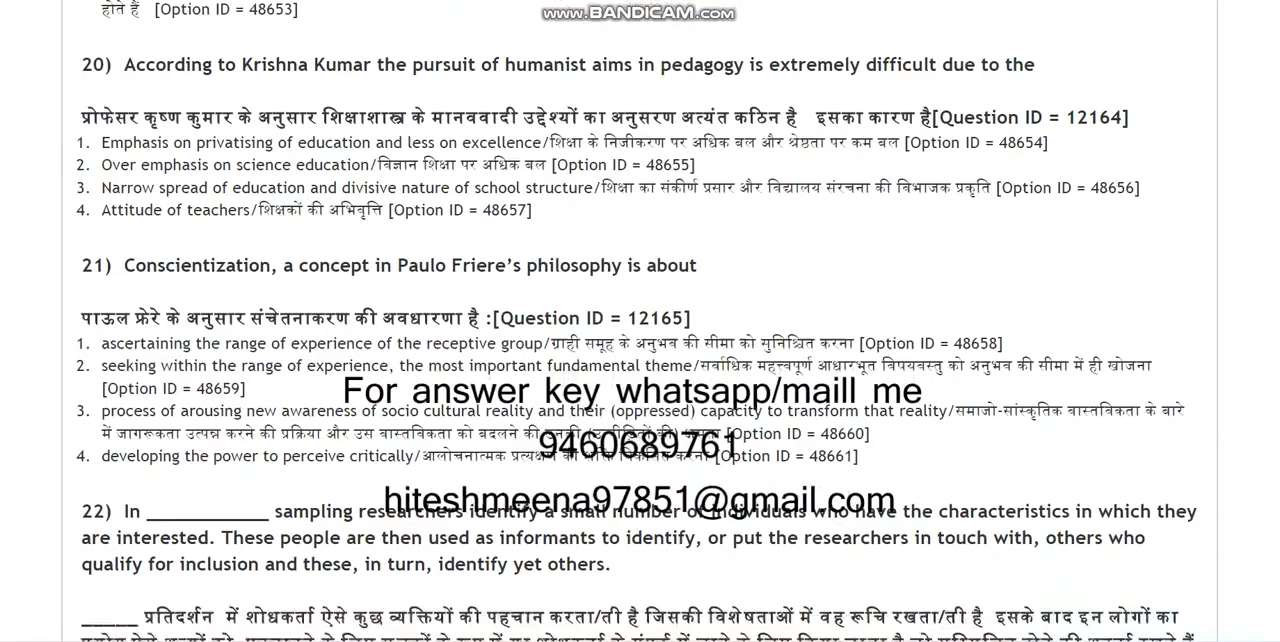 होते हैं [Option ID = 48653]
www.BANDICAM.com
20) According to Krishna Kumar the pursuit of humanist aims in pedagogy is extremely difficult due to the
प्रोफेसर कृष्ण कुमार के अनुसार शिक्षाशास्त्र के मानववादी उद्देश्यों का अनुसरण अत्यंत कठिन है इसका कारण है[Question ID = 12164]
1. Emphasis on privatising of education and less on excellence/शिक्षा के निजीकरण पर अधिक बल और श्रेष्ठता पर कम बल [Option ID = 48654]
2. Over emphasis on science education/विज्ञान शिक्षा पर अधिक बल [Option ID = 48655]
3. Narrow spread of education and divisive nature of school structure/शिक्षा का संकीर्ण प्रसार और विद्यालय संरचना की विभाजक प्रकृति [Option ID = 48656]
4. Attitude of teachers/शिक्षकों की अभिवृत्ति [Option ID = 48657]
21) Conscientization, a concept in Paulo Friere's philosophy is about
पाऊल फ्रेरे के अनुसार संचेतनाकरण की अवधारणा है :[Question ID = 12165]
1. ascertaining the range of experience of the receptive group/ग्राही समूह के अनुभव की सीमा को सुनिश्चित करना [Option ID = 48658]
2. seeking within the range of experience, the most important fundamental theme/सर्वाधिक महत्त्वपूर्ण आधारभूत विषयवस्तु को अनुभव की सीमा में ही खोजना
[Option ID = 48659]
For answer key whatsapp/maill me
3. process of arousing new awareness of socio cultural reality and their (oppressed) capacity to transform that reality/समाजो-सांस्कृतिक वास्तविकता के बारे
में जागरूकता उत्पन्न करने की प्रक्रिया और उस वास्तविकता को बदलने की [Option ID = 48660]
9460689761
4. developing the power to perceive critically/आलोचनात्मक [Option ID = 48661]
hiteshmeena97851@gmail.com
22) In __________ sampling researchers identify a small number of individuals who have the characteristics in which they
are interested. These people are then used as informants to identify, or put the researchers in touch with, others who
qualify for inclusion and these, in turn, identify yet others.
_____ प्रतिदर्शन में शोधकर्ता ऐसे कुछ व्यक्तियों की पहचान करता/ती है जिसकी विशेषताओं में वह रूचि रखता/ती है इसके बाद इन लोगों का